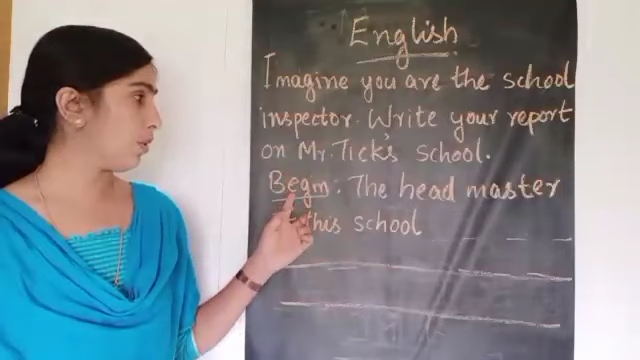 English
Imagine you are the school
inspector. Write your report
on Mr. Tick's school.
Begin: The head master
this school